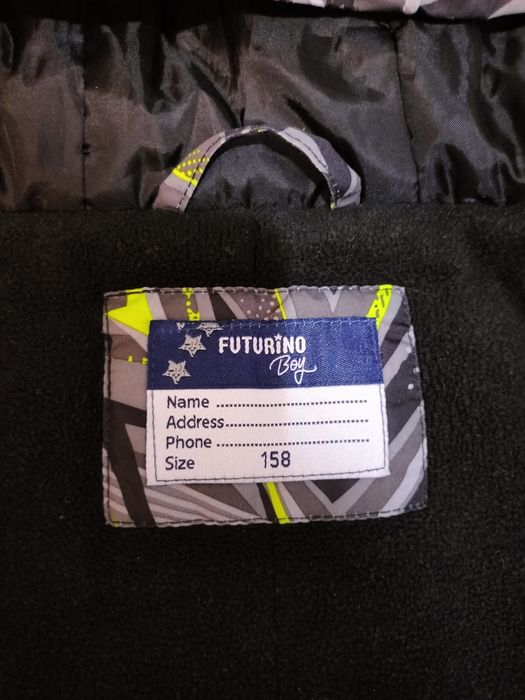 FUTURINO
Boy
Name ..............................
Address..............................
Phone ..............................
Size 158